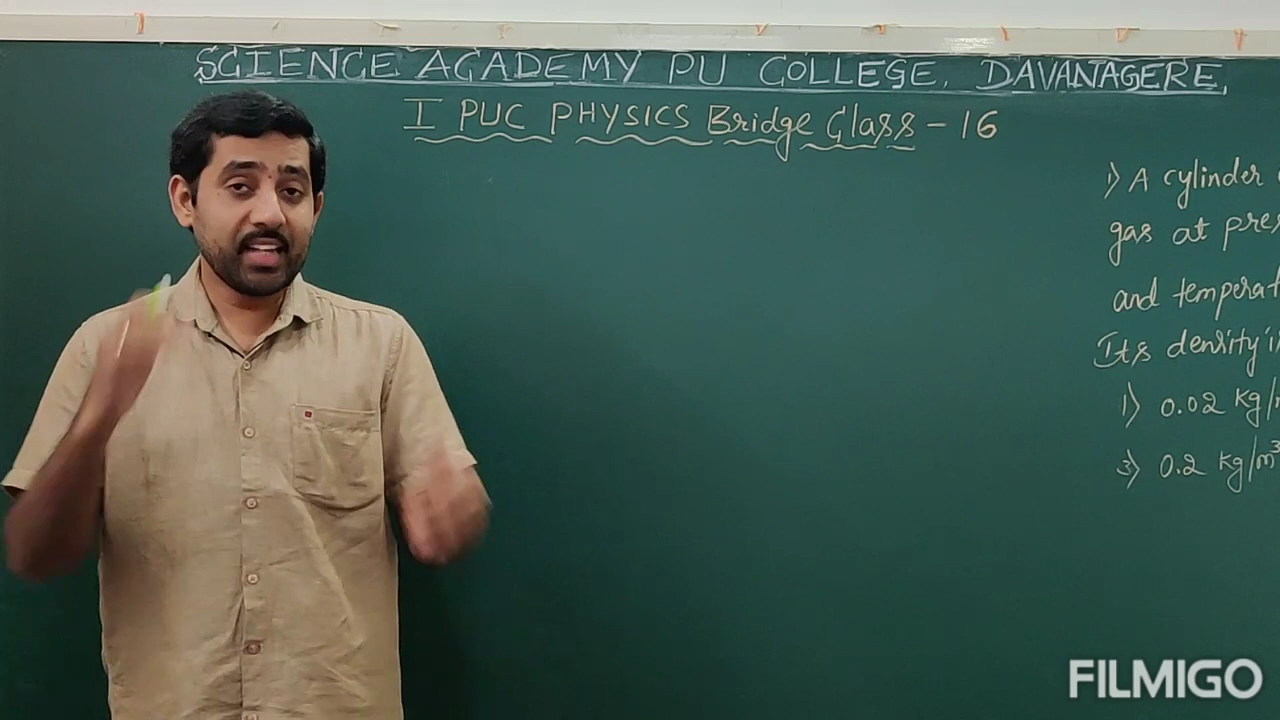 SCIENCE ACADEMY PU COLLEGE, DAVANAGERE.
I PUC PHYSICS Bridge Class - 16
1) A cylinder
gas at pres
and temperat
Its density i
1) 0.02 Kg/
3) 0.2 Kg/m³
FILMIGO